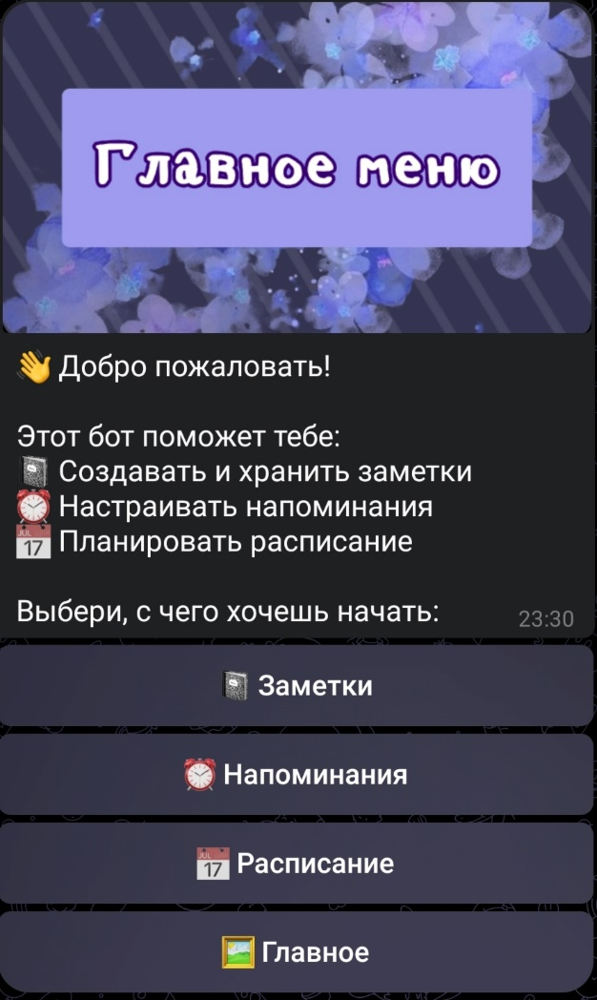 Главное меню
👋 Добро пожаловать!
Этот бот поможет тебе:
📓 Создавать и хранить заметки
⏰ Настраивать напоминания
📅 Планировать расписание
Выбери, с чего хочешь начать:
23:30
📓 Заметки
⏰ Напоминания
📅 Расписание
🖼 Главное